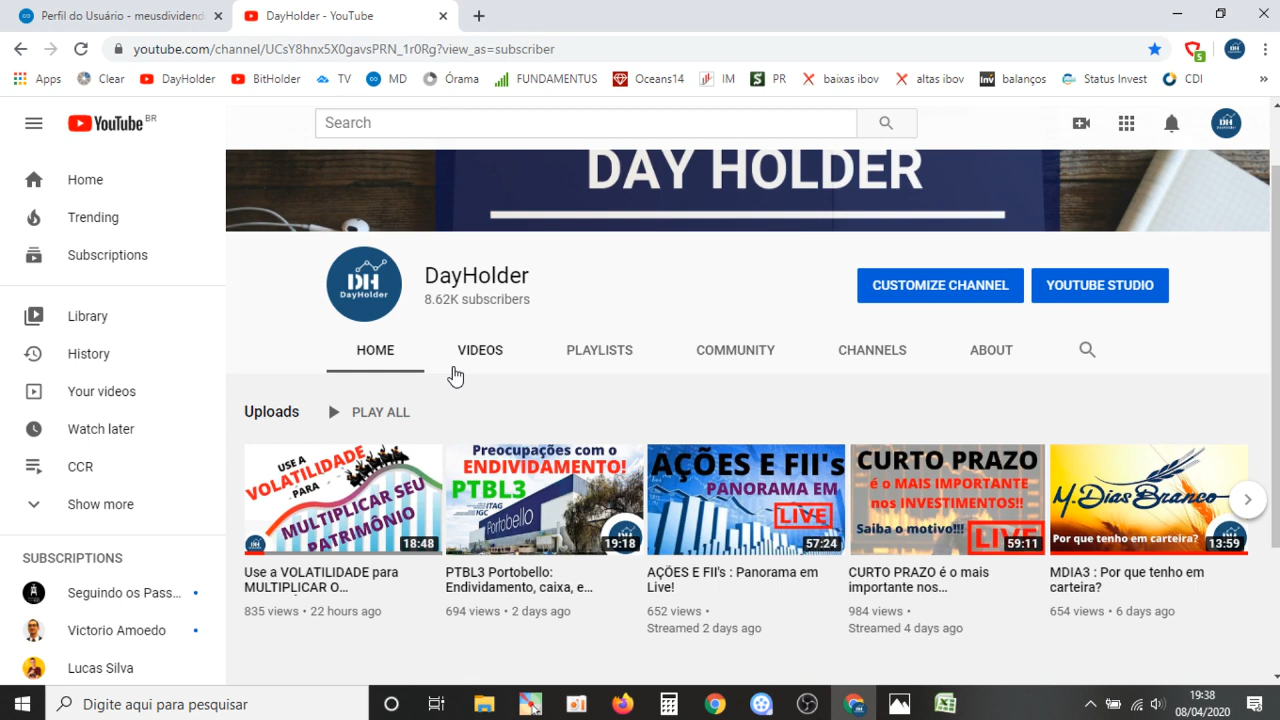 Perfil do Usuário - meusdividend
DayHolder - YouTube
youtube.com/channel/UCsY8hnx5X0gavsPRN_1r0Rg?view_as=subscriber
Apps Clear DayHolder BitHolder TV MD Órama FUNDAMENTUS Oceans14 IM PR baixas ibov altas ibov Inv balanços Status Invest CDI »
YouTube BR
Search
DH
Home
Trending
Subscriptions
Library
History
Your videos
Watch later
CCR
Show more
SUBSCRIPTIONS
Seguindo os Pass...
Victorio Amoedo
Lucas Silva
DAY HOLDER
DH
DayHolder
DayHolder
8.62K subscribers
CUSTOMIZE CHANNEL
YOUTUBE STUDIO
HOME VIDEOS PLAYLISTS COMMUNITY CHANNELS ABOUT
Uploads PLAY ALL
USE A
VOLATILIDADE
PARA
MULTIPLICAR SEU
PATRIMÔNIO
18:48
Use a VOLATILIDADE para
MULTIPLICAR O...
835 views • 22 hours ago
Preocupações com o
ENDIVIDAMENTO!
PTBL3
ITAG
IGC
Portobello
19:18
PTBL3 Portobello:
Endividamento, caixa, e...
694 views • 2 days ago
AÇÕES E FII's
PANORAMA EM
LIVE
57:24
AÇÕES E FII's : Panorama em
Live!
652 views •
Streamed 2 days ago
CURTO PRAZO
é o MAIS IMPORTANTE
nos INVESTIMENTOS!!
Saiba o motivo!!!
LIVE
59:11
CURTO PRAZO é o mais
importante nos...
984 views •
Streamed 4 days ago
M. Dias Branco
Por que tenho em carteira?
13:59
MDIA3 : Por que tenho em
carteira?
654 views • 6 days ago
Digite aqui para pesquisar
19:38
08/04/2020